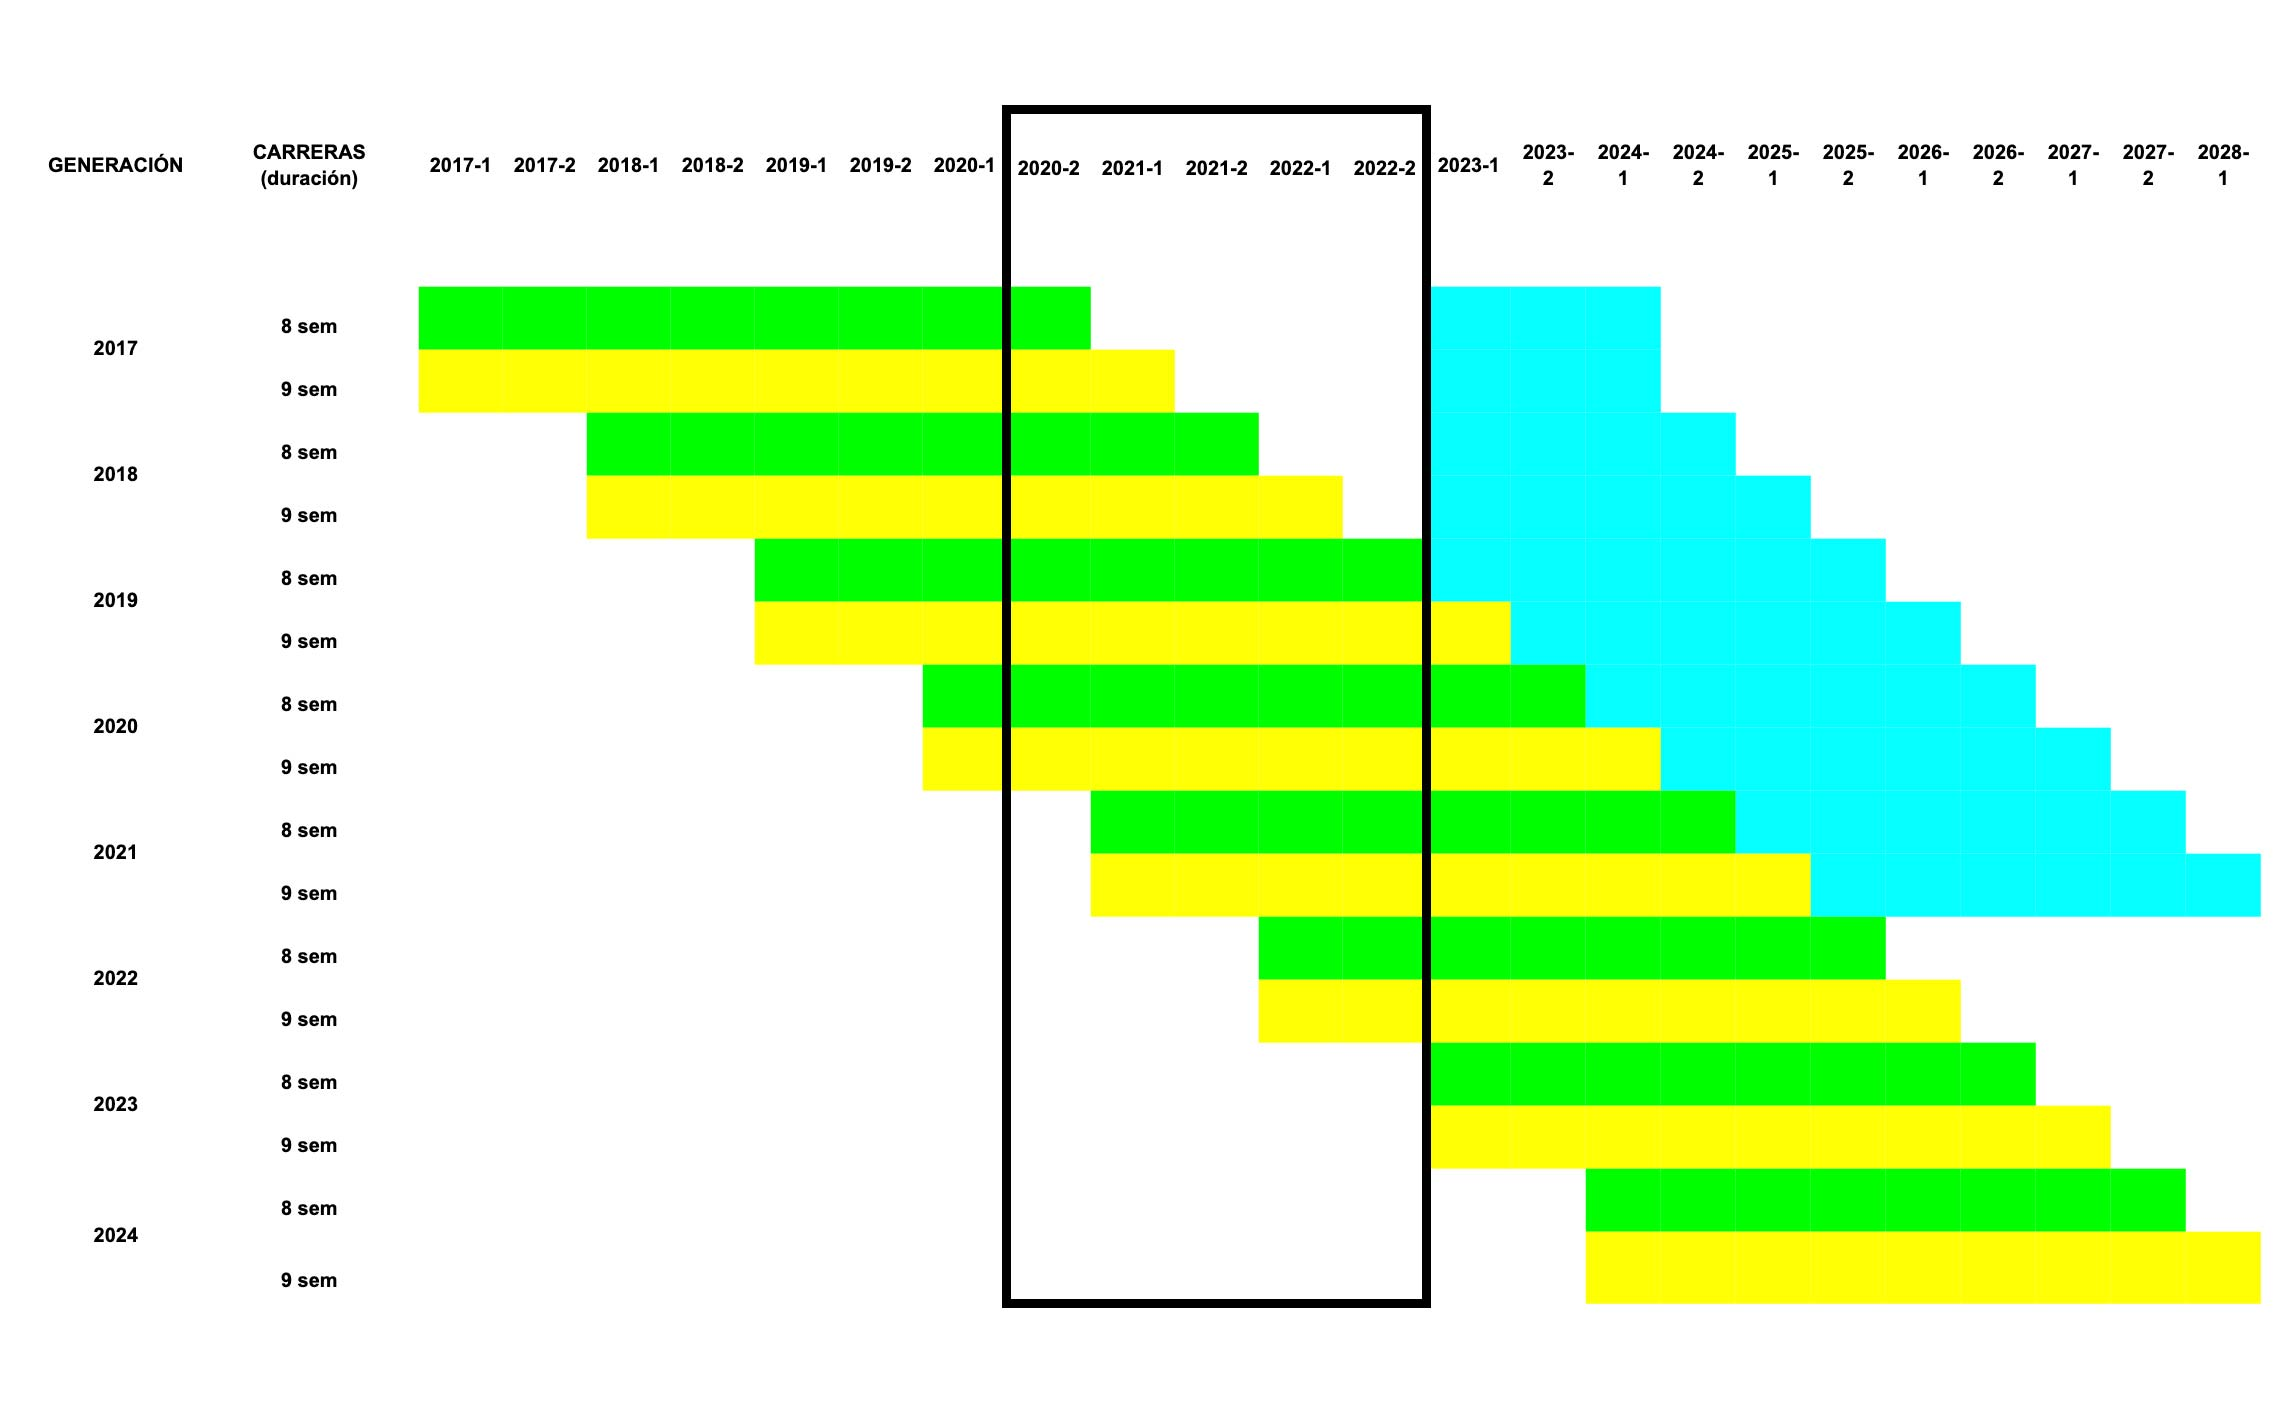 GENERACIÓN
CARRERAS
(duración)
2017-1 2017-2 2018-1 2018-2 2019-1 2019-2 2020-1 2020-2 2021-1 2021-2 2022-1 2022-2 2023-1
2023-
2
2024-
1
2024-
2
2025-
1
2025-
2
2026-
1
2026-
2
2027-
1
2027-
2
2028-
1
2017
8 sem
9 sem
2018
8 sem
9 sem
2019
8 sem
9 sem
2020
8 sem
9 sem
2021
8 sem
9 sem
2022
8 sem
9 sem
2023
8 sem
9 sem
2024
8 sem
9 sem